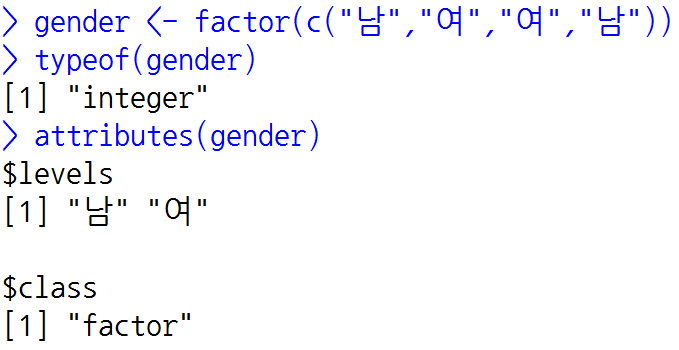 > gender <- factor(c("남","여","여","남"))
> typeof(gender)
[1] "integer"
> attributes(gender)
$levels
[1] "남" "여"
$class
[1] "factor"